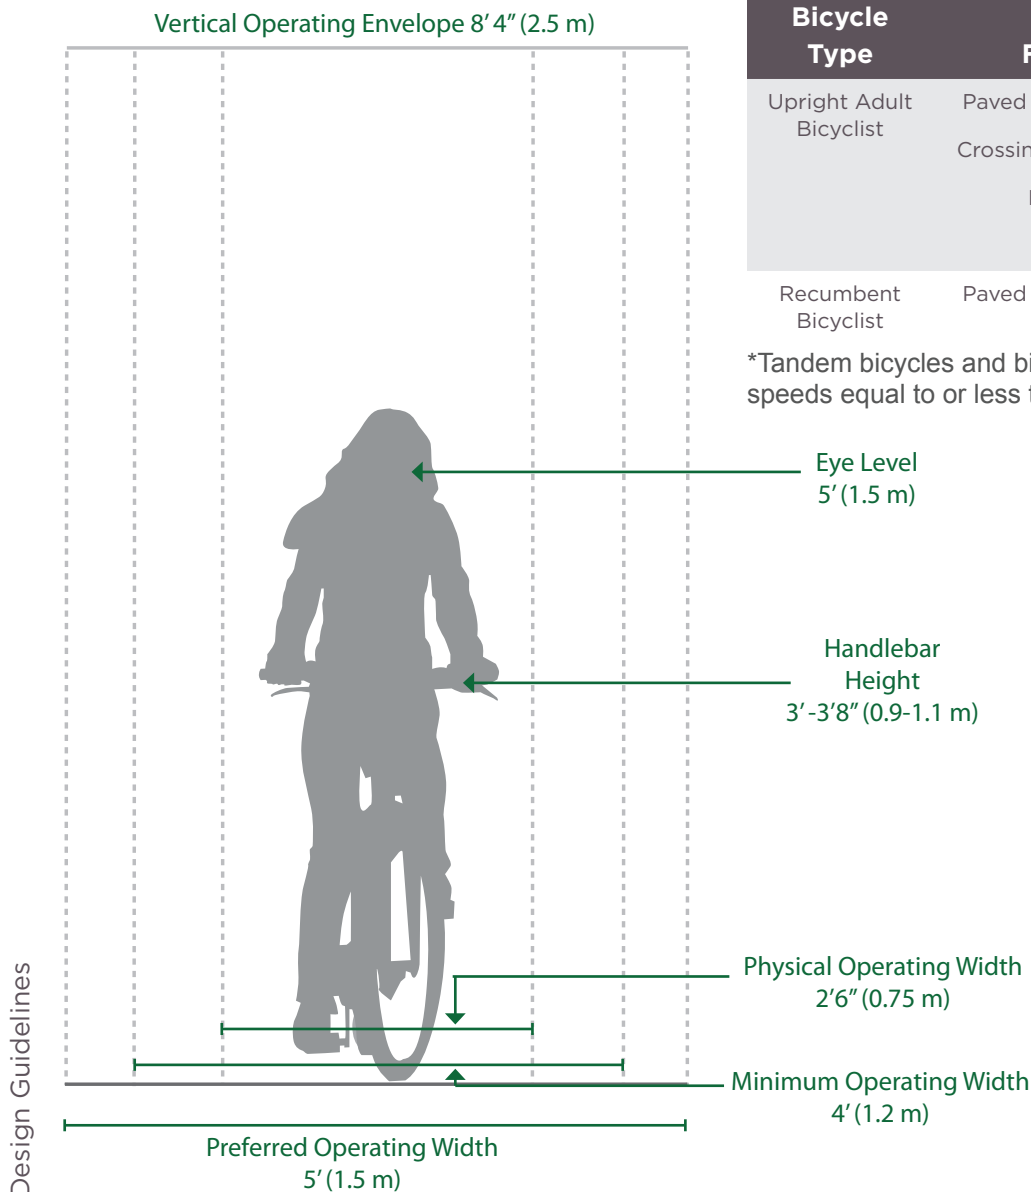 Vertical Operating Envelope 8’ 4” (2.5 m)
Bicycle
Type
Upright Adult
Bicyclist
Paved
Crossin
Recumbent
Bicyclist
Paved
*Tandem bicycles and bi
speeds equal to or less t
Eye Level
5’ (1.5 m)
Handlebar
Height
3’ -3’8” (0.9-1.1 m)
Physical Operating Width
2’6” (0.75 m)
Minimum Operating Width
4’ (1.2 m)
Preferred Operating Width
5’ (1.5 m)
Design Guidelines